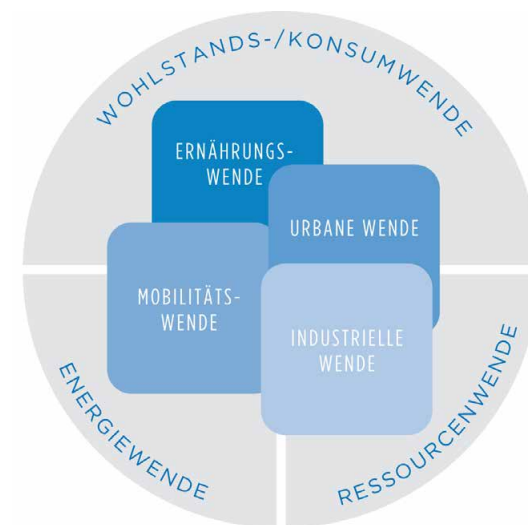 WOHLSTANDS-/KONSUMWENDE
ERNÄHRUNGS-
WENDE
URBANE WENDE
MOBILITÄTS-
WENDE
INDUSTRIELLE
WENDE
ENERGIEWENDE
RESSOURCENWENDE